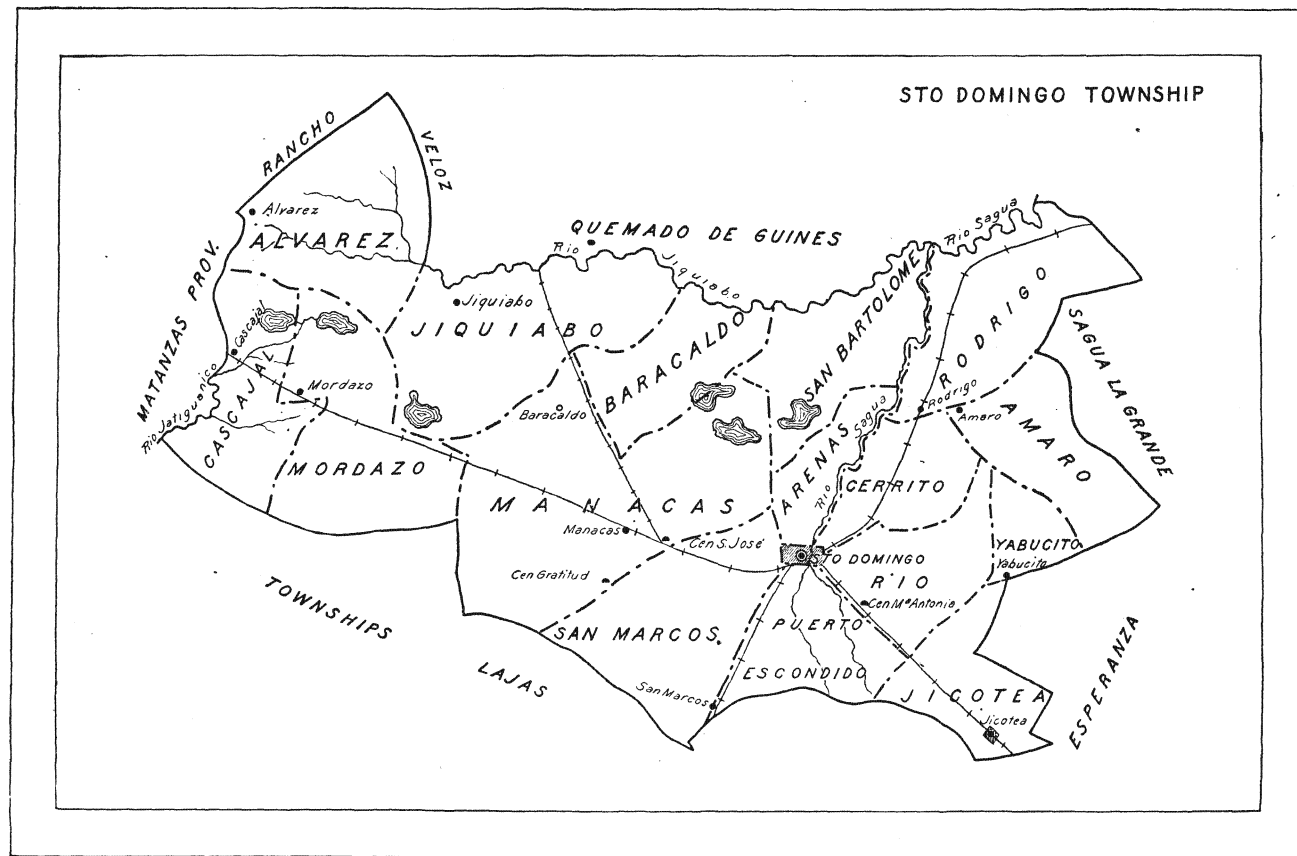 STO DOMINGO TOWNSHIP
RANCHO VELOZ
Alvarez
ALVAREZ
QUEMADO DE GUINES
Rio Jiquiabo
Rio Sagua
MATANZAS PROV.
Jiquiabo
JIQUIABO
BARACALDO
SAN BARTOLOME
RODRIGO
SAGUA LA GRANDE
Cascajal
CASCAJAL
Rio Jatiguanico
Mordazo
MORDAZO
Baracaldo
Rodrigo
Amaro
AMARO
ARENAS
Rio Sagua
CERRITO
MANACAS
Manacas
Cen S. José
STO DOMINGO
YABUCITO
Yabucito
Cen Gratitud
RIO
Cen Mª Antonia
TOWNSHIPS
SAN MARCOS
PUERTO
ESCONDIDO
LAJAS
San Marcos
JICOTEA
Jicotea
ESPERANZA